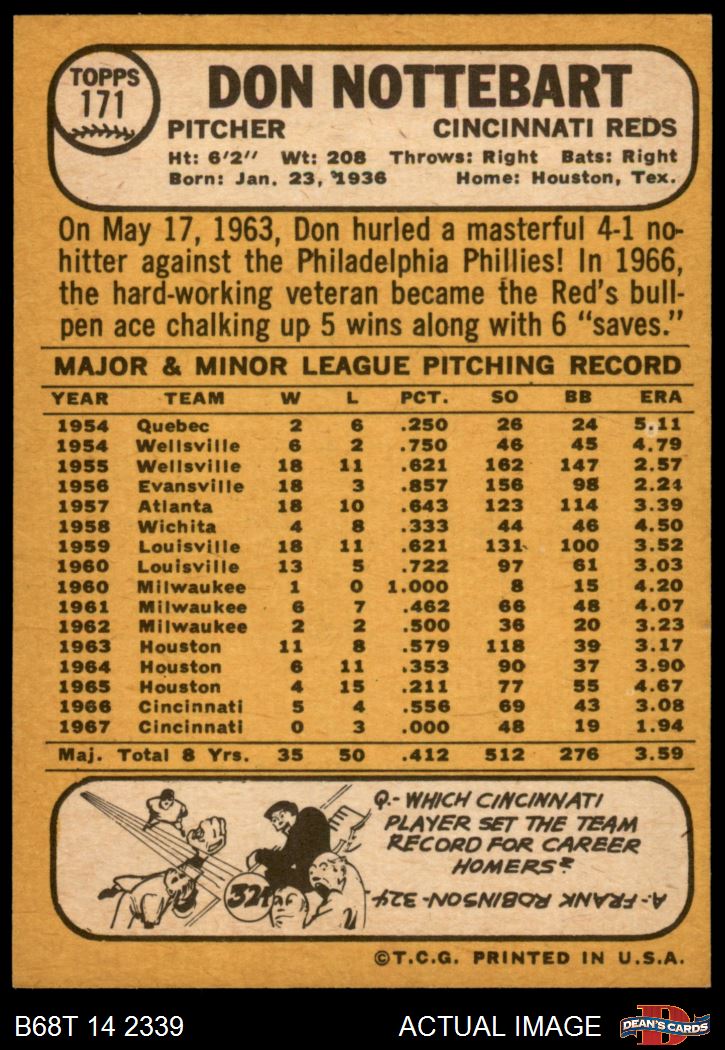 TOPPS
171
DON NOTTEBART
PITCHER CINCINNATI REDS
Ht: 6'2" Wt: 208 Throws: Right Bats: Right
Born: Jan. 23, 1936 Home: Houston, Tex.
On May 17, 1963, Don hurled a masterful 4-1 no-
hitter against the Philadelphia Phillies! In 1966,
the hard-working veteran became the Red's bull-
pen ace chalking up 5 wins along with 6 "saves."
MAJOR & MINOR LEAGUE PITCHING RECORD
YEAR TEAM W L PCT. SO BB ERA
1954 Quebec 2 6 .250 26 24 5.11
1954 Wellsville 6 2 .750 46 45 4.79
1955 Wellsville 18 11 .621 162 147 2.57
1956 Evansville 18 3 .857 156 98 2.24
1957 Atlanta 18 10 .643 123 114 3.39
1958 Wichita 4 8 .333 44 46 4.50
1959 Louisville 18 11 .621 131 100 3.52
1960 Louisville 13 5 .722 97 61 3.03
1960 Milwaukee 1 0 1.000 8 15 4.20
1961 Milwaukee 6 7 .462 66 48 4.07
1962 Milwaukee 2 2 .500 36 20 3.23
1963 Houston 11 8 .579 118 39 3.17
1964 Houston 6 11 .353 90 37 3.90
1965 Houston 4 15 .211 77 55 4.67
1966 Cincinnati 5 4 .556 69 43 3.08
1967 Cincinnati 0 3 .000 48 19 1.94
Maj. Total 8 Yrs. 35 50 .412 512 276 3.59
Q.- WHICH CINCINNATI
PLAYER SET THE TEAM
RECORD FOR CAREER
HOMERS?
A- FRANK ROBINSON- 324
324
©T.C.G. PRINTED IN U.S.A.
B68T 14 2339 ACTUAL IMAGE
D
DEAN'S CARDS